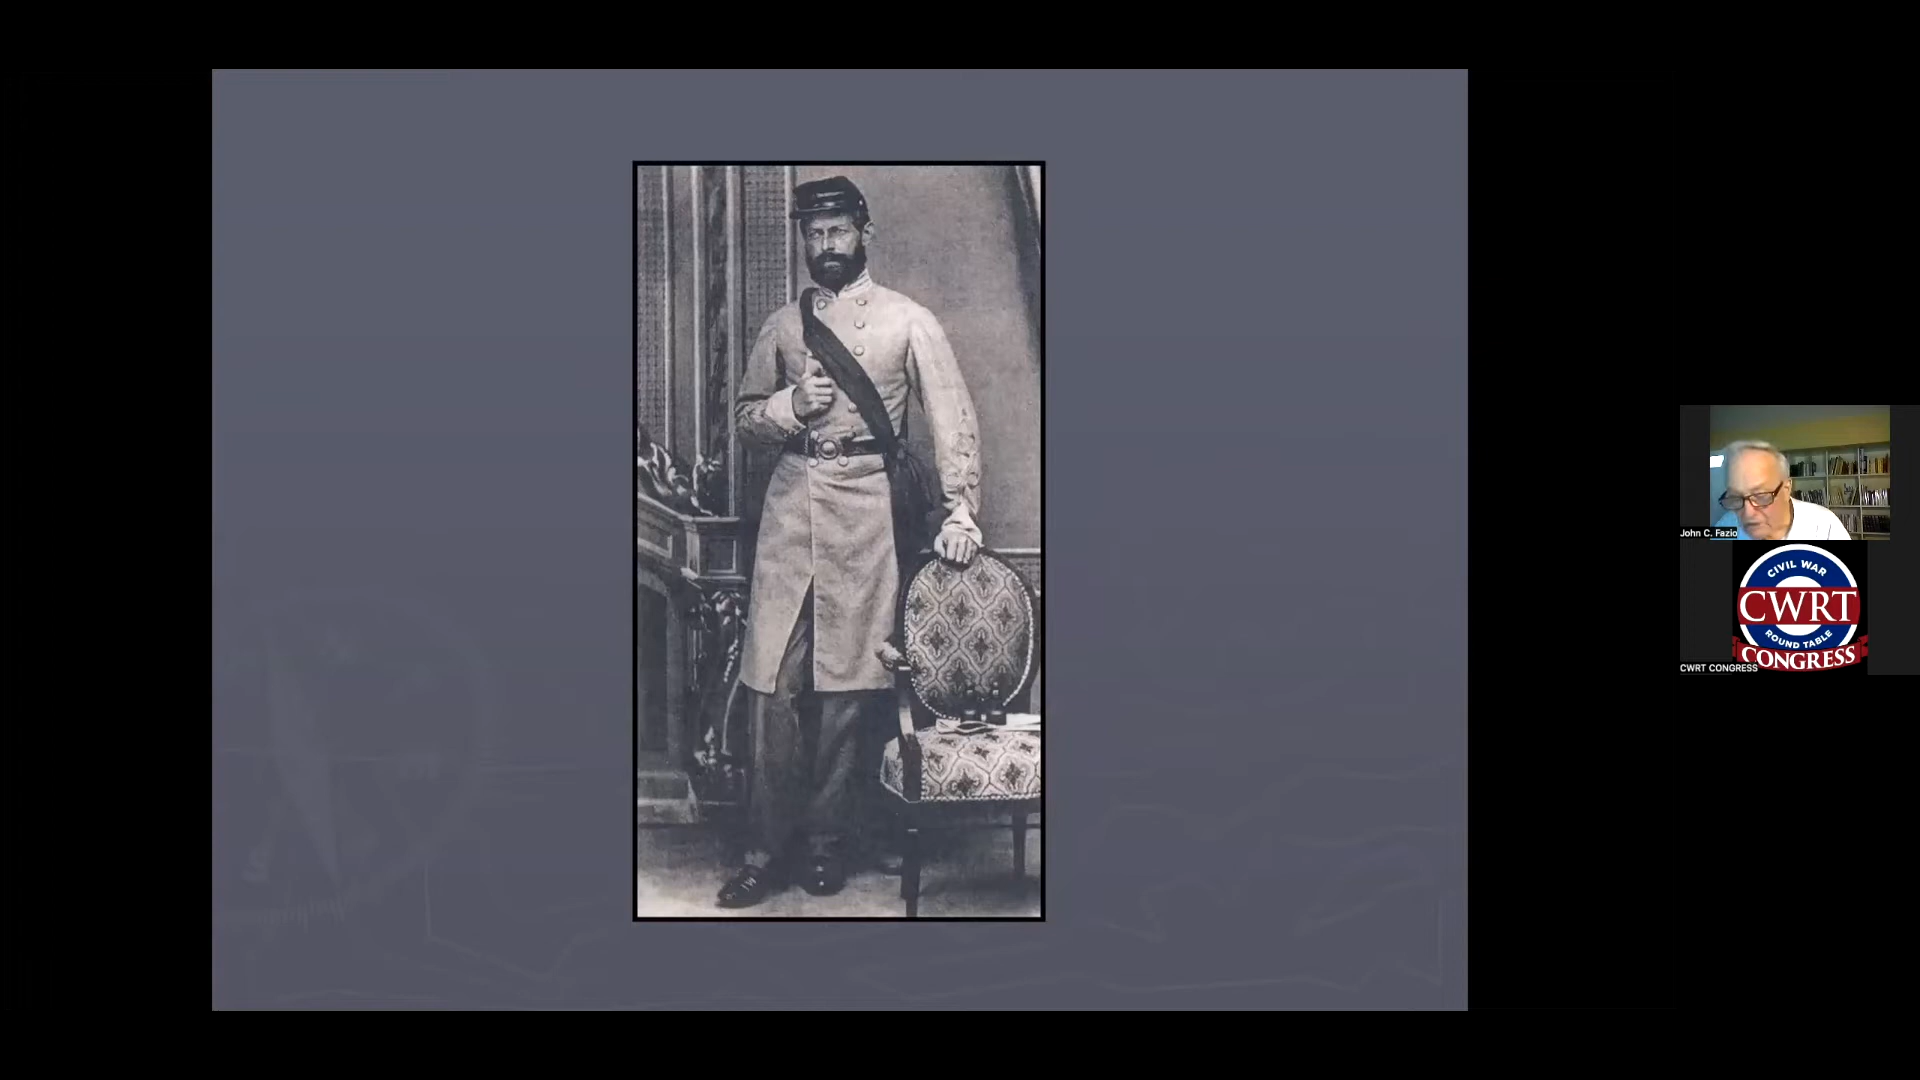 John C. Fazio
CIVIL WAR
CWRT
ROUND TABLE
CONGRESS
CWRT CONGRESS